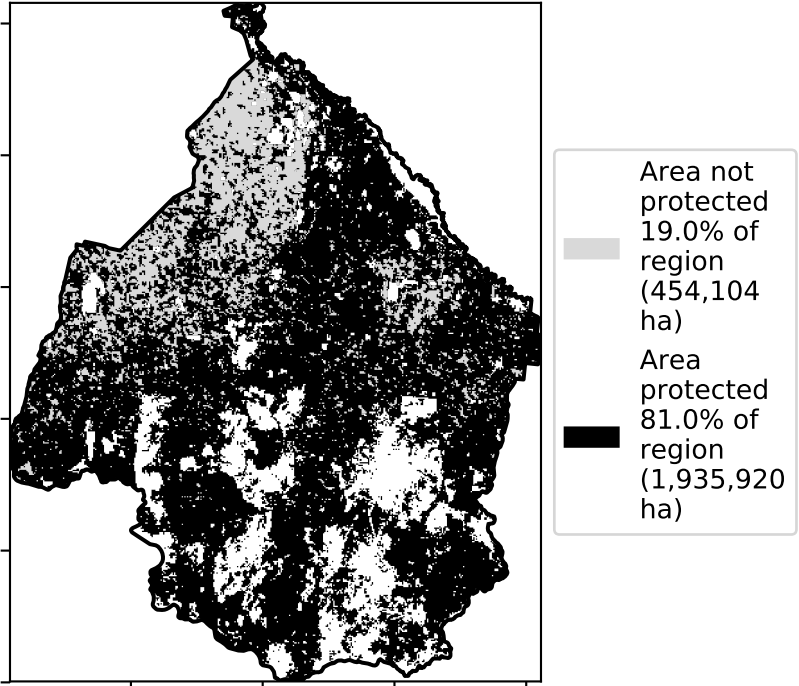 Area not
protected
19.0% of
region
(454,104
ha)
Area
protected
81.0% of
region
(1,935,920
ha)